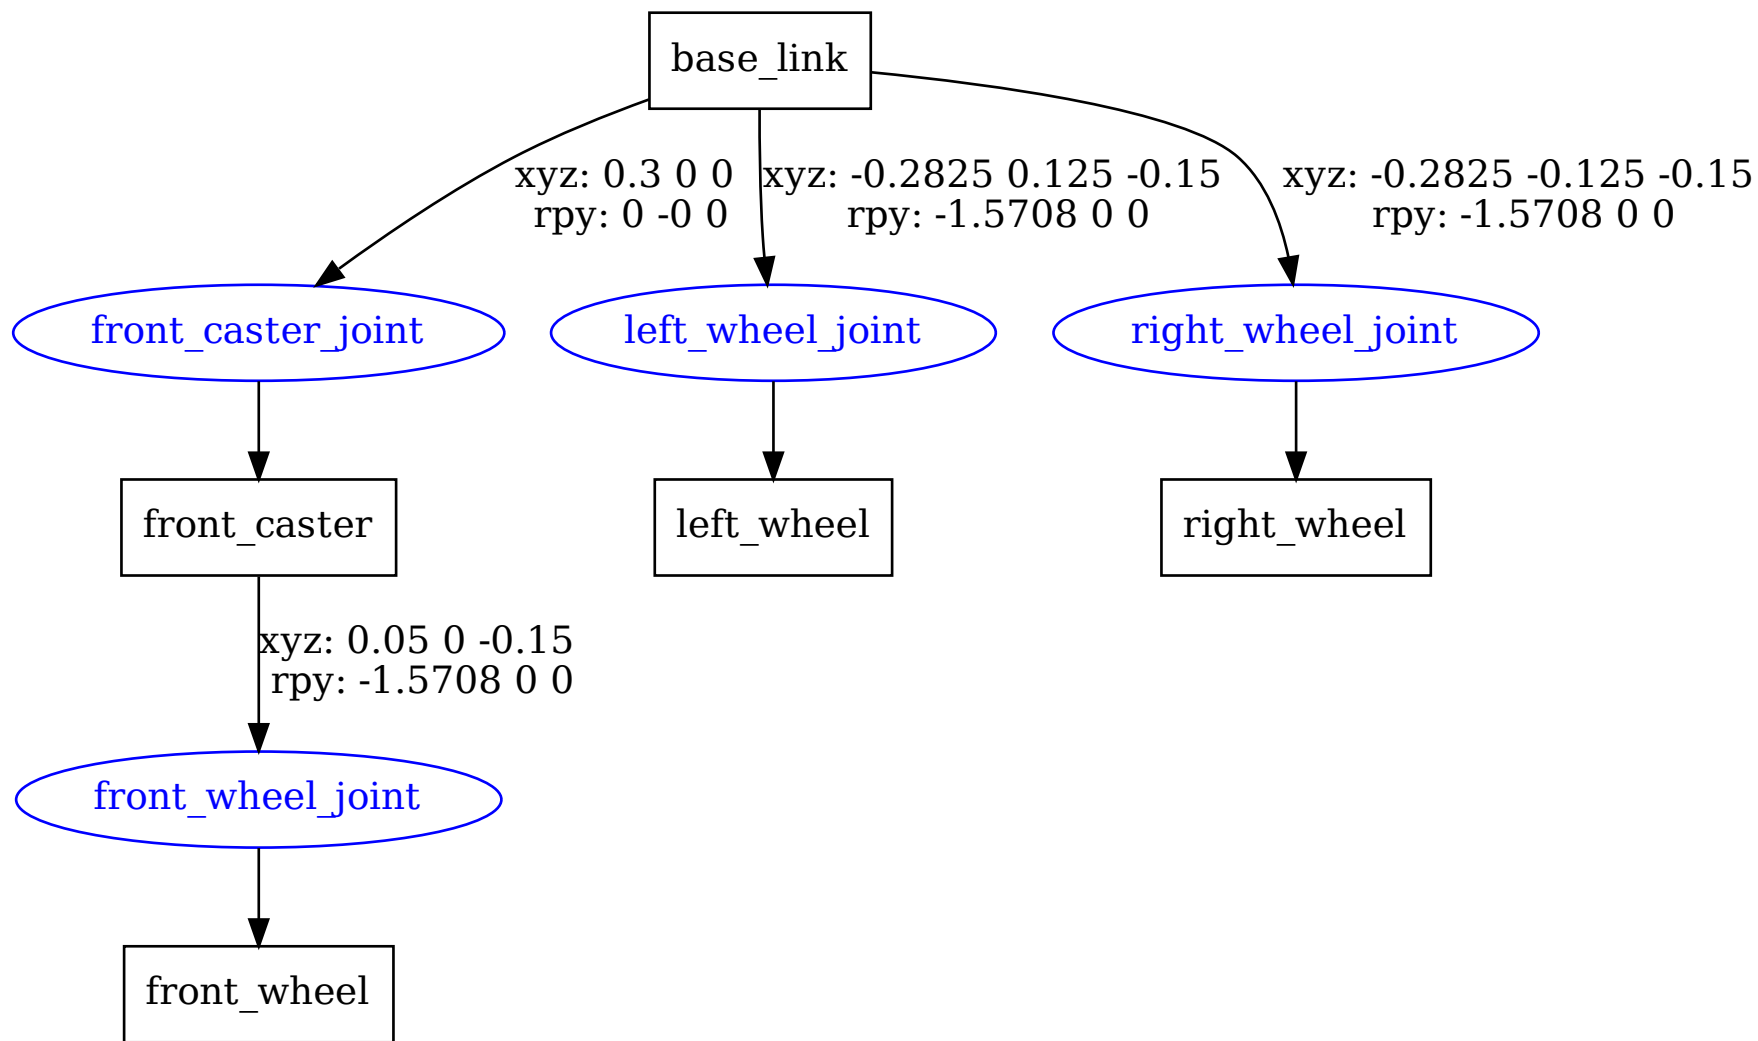 base_link
xyz: 0.3 0 0
rpy: 0 -0 0
xyz: -0.2825 0.125 -0.15
rpy: -1.5708 0 0
xyz: -0.2825 -0.125 -0.15
rpy: -1.5708 0 0
front_caster_joint
left_wheel_joint
right_wheel_joint
front_caster
left_wheel
right_wheel
xyz: 0.05 0 -0.15
rpy: -1.5708 0 0
front_wheel_joint
front_wheel